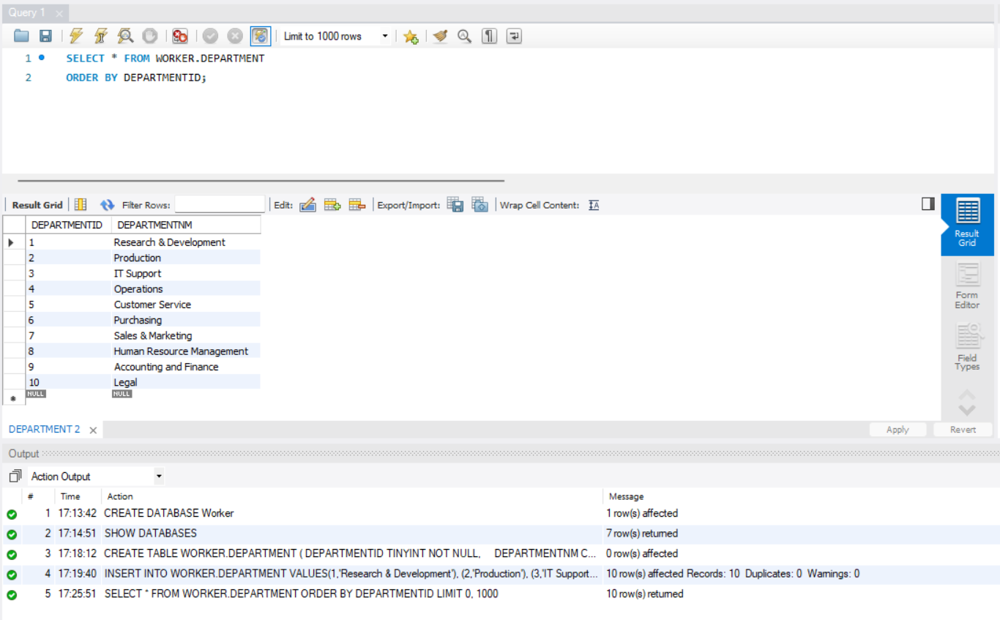 Query 1
Limit to 1000 rows
1 SELECT * FROM WORKER.DEPARTMENT
2 ORDER BY DEPARTMENTID;
Result Grid Filter Rows: Edit: Export/Import: Wrap Cell Content: IA
DEPARTMENTID DEPARTMENTNM
1 Research & Development
2 Production
3 IT Support
4 Operations
5 Customer Service
6 Purchasing
7 Sales & Marketing
8 Human Resource Management
9 Accounting and Finance
10 Legal
NULL NULL
Result
Grid
Form
Editor
Field
Types
DEPARTMENT 2
Apply Revert
Output
Action Output
# Time Action Message
1 17:13:42 CREATE DATABASE Worker 1 row(s) affected
2 17:14:51 SHOW DATABASES 7 row(s) returned
3 17:18:12 CREATE TABLE WORKER.DEPARTMENT ( DEPARTMENTID TINYINT NOT NULL, DEPARTMENTNM C... 0 row(s) affected
4 17:19:40 INSERT INTO WORKER.DEPARTMENT VALUES(1,'Research & Development'), (2,'Production'), (3,'IT Support... 10 row(s) affected Records: 10 Duplicates: 0 Warnings: 0
5 17:25:51 SELECT * FROM WORKER.DEPARTMENT ORDER BY DEPARTMENTID LIMIT 0, 1000 10 row(s) returned